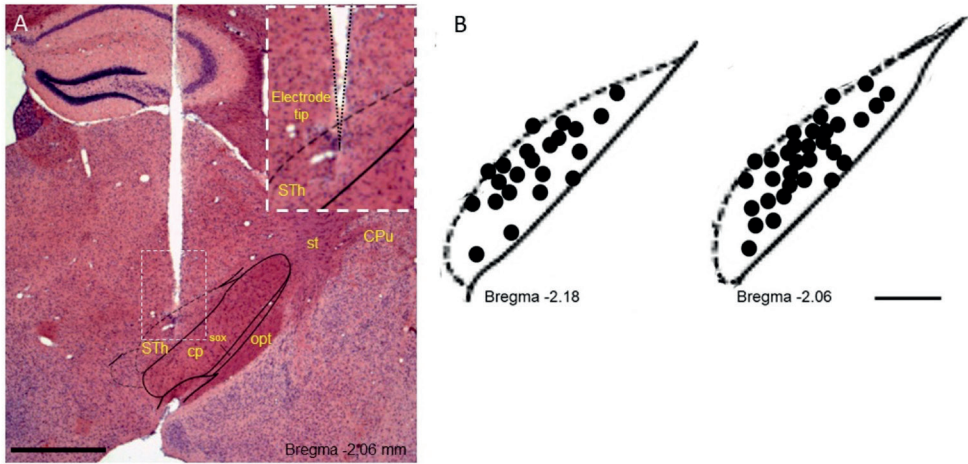 A
Electrode
tip
STh
CPu
st
STh
cp
sox
opt
Bregma -2.06 mm
B
Bregma -2.18
Bregma -2.06